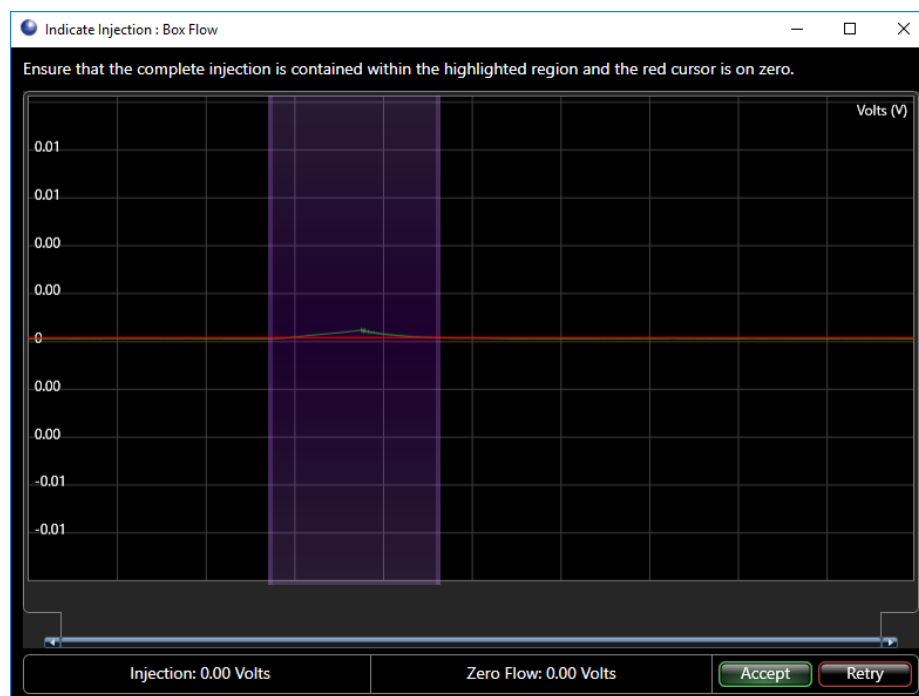 Indicate Injection : Box Flow
Ensure that the complete injection is contained within the highlighted region and the red cursor is on zero.
Volts (V)
0.01
0.01
0.00
0.00
0
0.00
0.00
-0.01
-0.01
Injection: 0.00 Volts
Zero Flow: 0.00 Volts
Accept
Retry